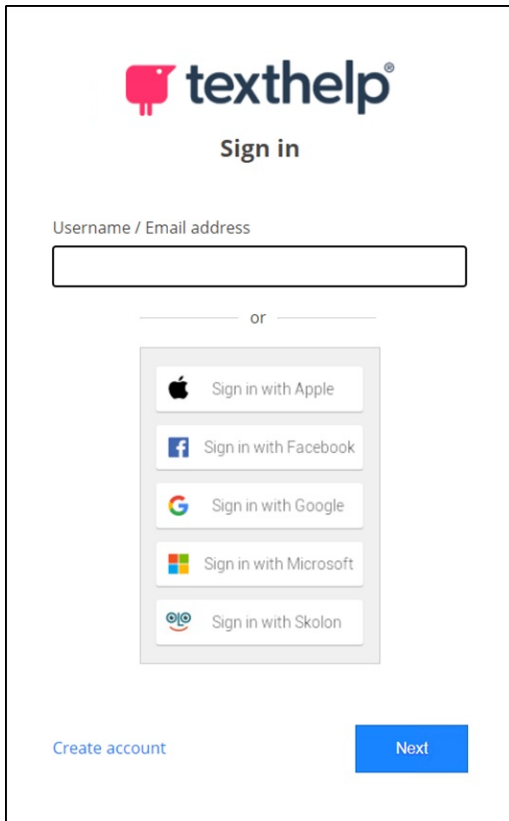 texthelp®
Sign in
Username / Email address
or
Sign in with Apple
Sign in with Facebook
Sign in with Google
Sign in with Microsoft
Sign in with Skolon
Create account
Next